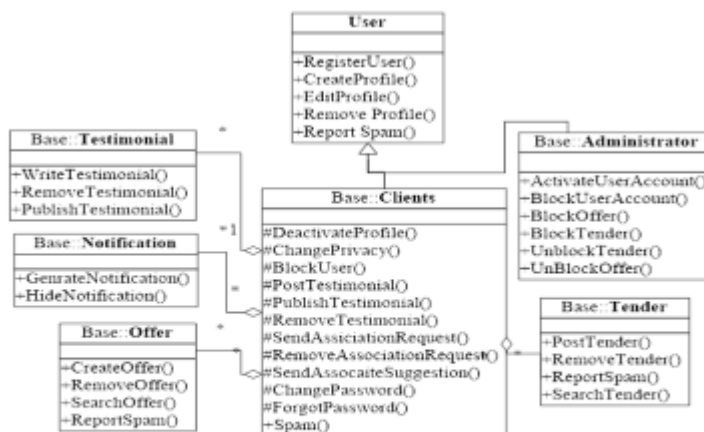 User
+RegisterUser()
+CreateProfile()
+EditProfile()
+Remove Profile()
+Report Spam()
Base::Testimonial
+WriteTestimonial()
+RemoveTestimonial()
+PublishTestimonial()
*
Base::Administrator
+ActivateUserAccount()
+BlockUserAccount()
+BlockOffer()
+BlockTender()
+UnblockTender()
+UnBlockOffer()
Base::Clients
#DeactivateProfile()
#ChangePrivacy()
#BlockUser()
#PostTestimonial()
#PublishTestimonial()
#RemoveTestimonial()
#SendAssiciationRequest()
#RemoveAssociationRequest()
#SendAssocaiteSuggestion()
#ChangePassword()
#ForgotPassword()
+Spam()
*1
Base::Notification
+GenrateNotification()
+HideNotification()
*
Base::Offer
+CreateOffer()
+RemoveOffer()
+SearchOffer()
+ReportSpam()
*
*
Base::Tender
+PostTender()
+RemoveTender()
+ReportSpam()
+SearchTender()
*